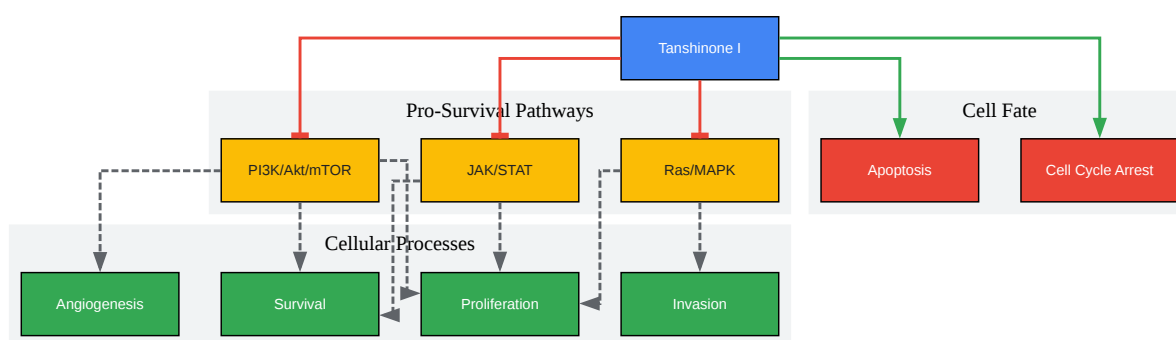 Tanshinone I
Pro-Survival Pathways
Cell Fate
PI3K/Akt/mTOR
JAK/STAT
Ras/MAPK
Apoptosis
Cell Cycle Arrest
Cellular Processes
Angiogenesis
Survival
Proliferation
Invasion